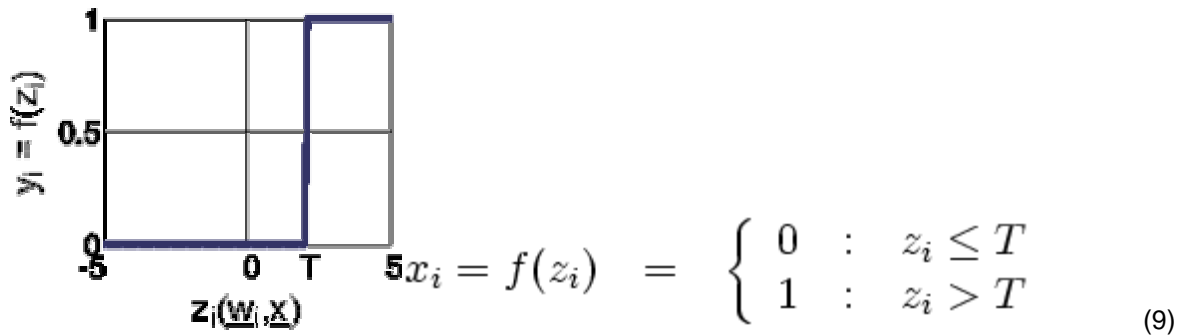 1
0.5
0
y_i = f(z_i)
-5 0 T 5
z_i(w_i,x)
x_i = f(z_i) = { 0 : z_i ≤ T
1 : z_i > T
(9)